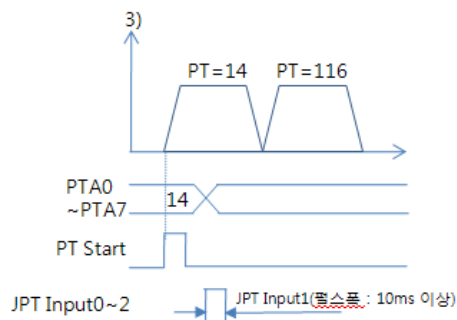 3)
PT=14 PT=116
PTA0
~PTA7
14
PT Start
JPT Input0~2
JPT Input1(펄스폭 : 10ms 이상)